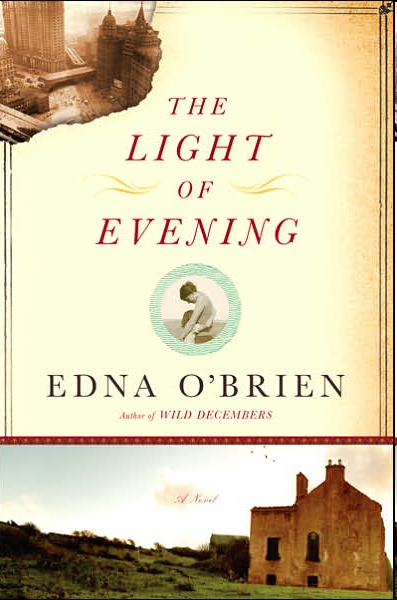 THE
LIGHT
OF
EVENING
EDNA O'BRIEN
Author of WILD DECEMBERS
A Novel